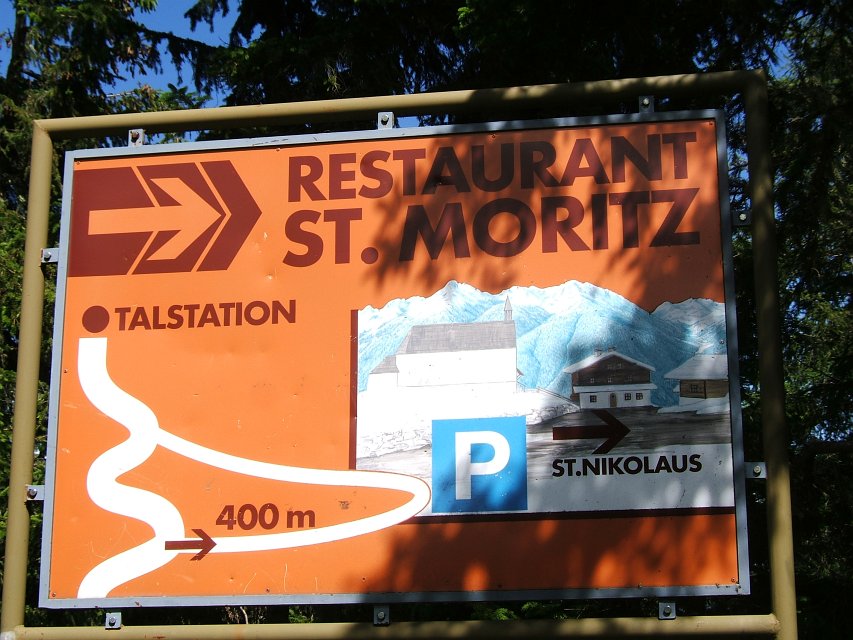 RESTAURANT
ST. MORITZ
TALSTATION
P
ST.NIKOLAUS
400 m